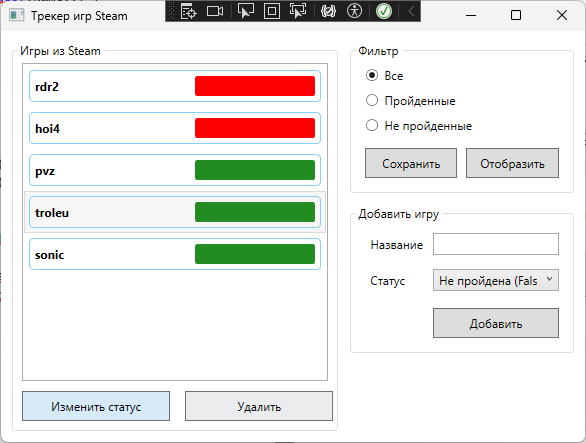 Трекер игр Steam
Игры из Steam
rdr2
hoi4
pvz
troleu
sonic
Изменить статус
Удалить
Фильтр
Все
Пройденные
Не пройденные
Сохранить
Отобразить
Добавить игру
Название
Статус
Не пройдена (Fals
Добавить